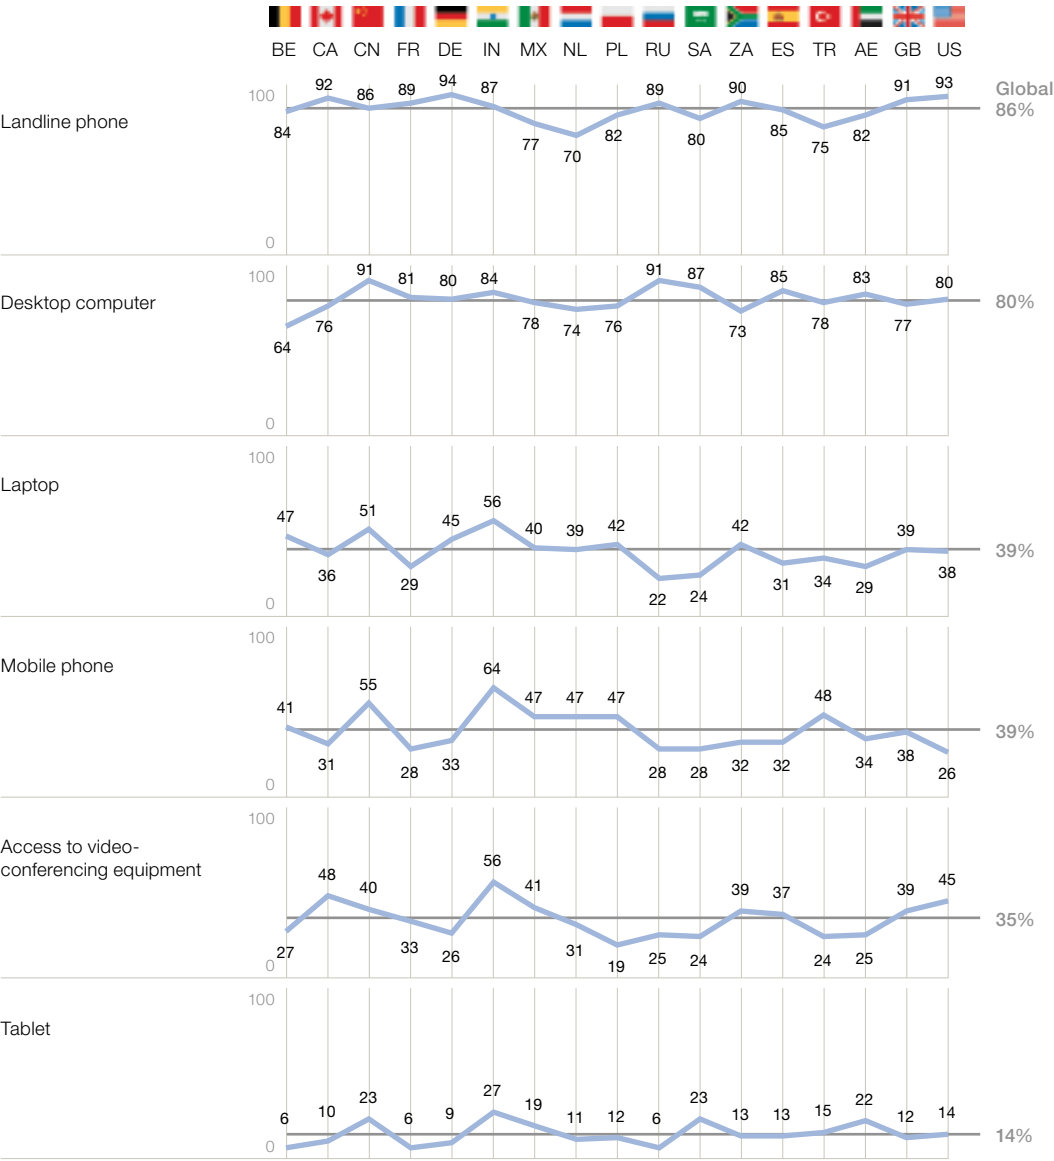 BE CA CN FR DE IN MX NL PL RU SA ZA ES TR AE GB US
Global
86%
Landline phone
100
0
84 92 86 89 94 87 77 70 82 89 80 90 85 75 82 91 93
Desktop computer
100
0
64 76 91 81 80 84 78 74 76 91 87 73 85 78 83 77 80
80%
Laptop
100
0
47 36 51 29 45 56 40 39 42 22 24 42 31 34 29 39 38
39%
Mobile phone
100
0
41 31 55 28 33 64 47 47 47 28 28 32 32 48 34 38 26
39%
Access to video-
conferencing equipment
100
0
27 48 40 33 26 56 41 31 19 25 24 39 37 24 25 39 45
35%
Tablet
100
0
6 10 23 6 9 27 19 11 12 6 23 13 13 15 22 12 14
14%